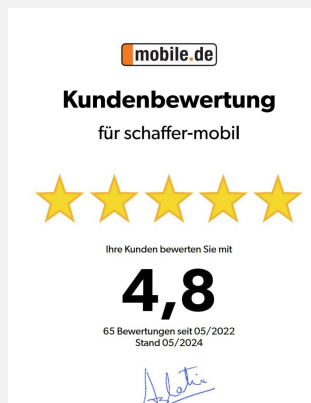 mobile.de
Kundenbewertung
für schaffer-mobil
Ihre Kunden bewerten Sie mit
4,8
65 Bewertungen seit 05/2022
Stand 05/2024